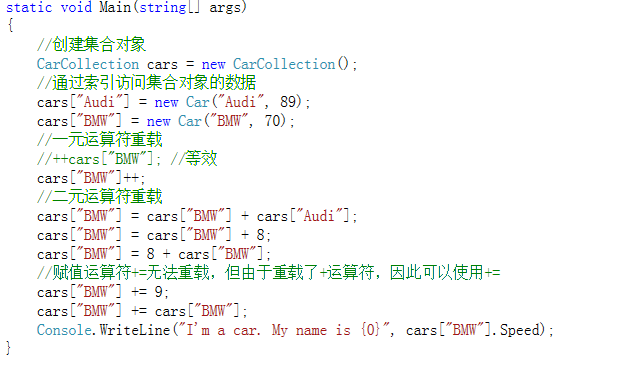 static void Main(string[] args)
{
//创建集合对象
CarCollection cars = new CarCollection();
//通过索引访问集合对象的数据
cars["Audi"] = new Car("Audi", 89);
cars["BMW"] = new Car("BMW", 70);
//一元运算符重载
//++cars["BMW"]; //等效
cars["BMW"]++;
//二元运算符重载
cars["BMW"] = cars["BMW"] + cars["Audi"];
cars["BMW"] = cars["BMW"] + 8;
cars["BMW"] = 8 + cars["BMW"];
//赋值运算符+=无法重载，但由于重载了+运算符，因此可以使用+=
cars["BMW"] += 9;
cars["BMW"] += cars["BMW"];
Console.WriteLine("I'm a car. My name is {0}", cars["BMW"].Speed);
}